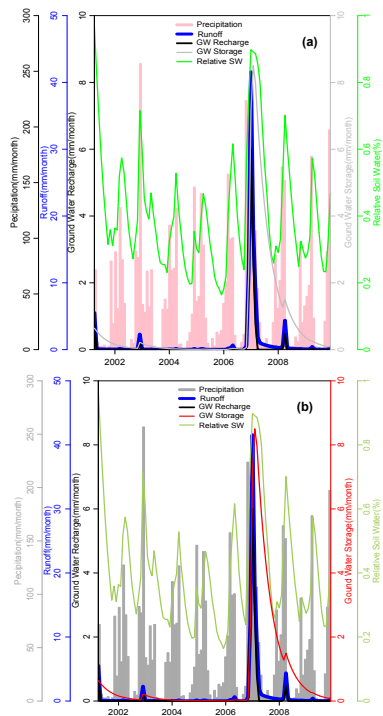 Precipitation
Runoff
GW Recharge
GW Storage
Relative SW
(a)
Pecipitation(mm/month)
0 50 100 150 200 250 300
Runoff(mm/month)
0 10 20 30 40 50
Ground Water Recharge(mm/month)
0 2 4 6 8 10
Ground Water Storage(mm/month)
0 2 4 6 8 10
Relative Soil Water(%)
0 0.2 0.4 0.6 0.8 1
2002 2004 2006 2008
Precipitation
Runoff
GW Recharge
GW Storage
Relative SW
(b)
Pecipitation(mm/month)
0 50 100 150 200 250 300
Runoff(mm/month)
0 10 20 30 40 50
Ground Water Recharge(mm/month)
0 2 4 6 8 10
Ground Water Storage(mm/month)
0 2 4 6 8 10
Relative Soil Water(%)
0 0.2 0.4 0.6 0.8 1
2002 2004 2006 2008